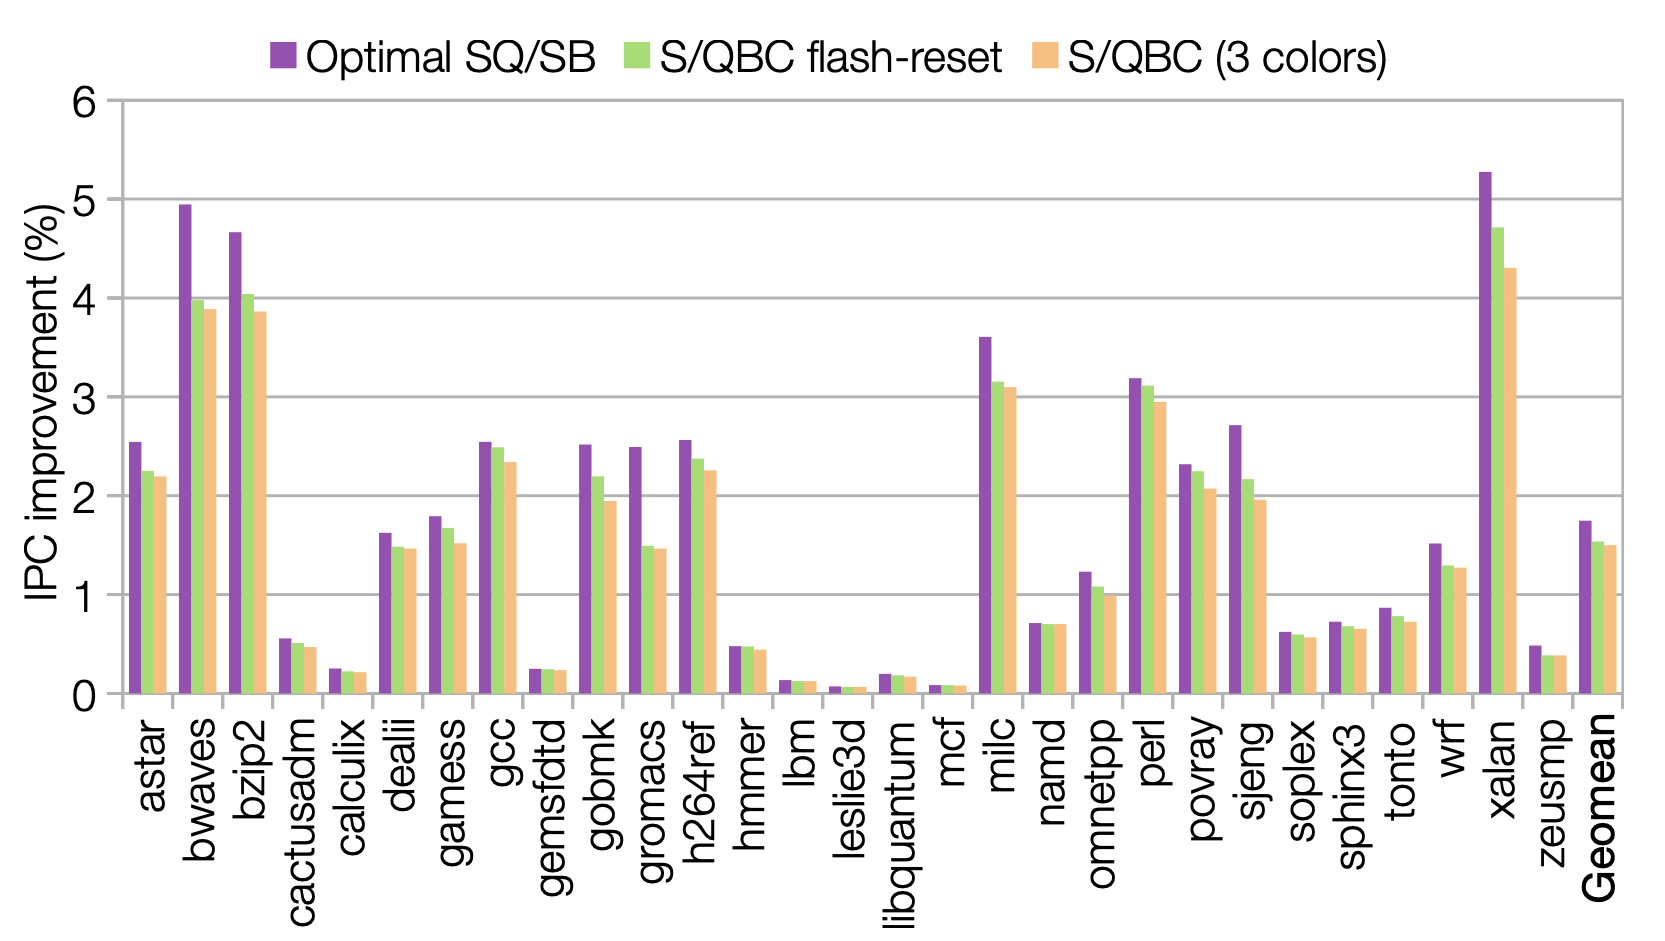 Optimal SQ/SB S/QBC flash-reset S/QBC (3 colors)
IPC improvement (%)
6
5
4
3
2
1
0
astar
bwaves
bzip2
cactusadm
calculix
dealii
gamess
gcc
gemsfdtd
gobmk
gromacs
h264ref
hmmer
lbm
leslie3d
libquantum
mcf
milc
namd
omnetpp
perl
povray
sjeng
soplex
sphinx3
tonto
wrf
xalan
zeusmp
Geomean